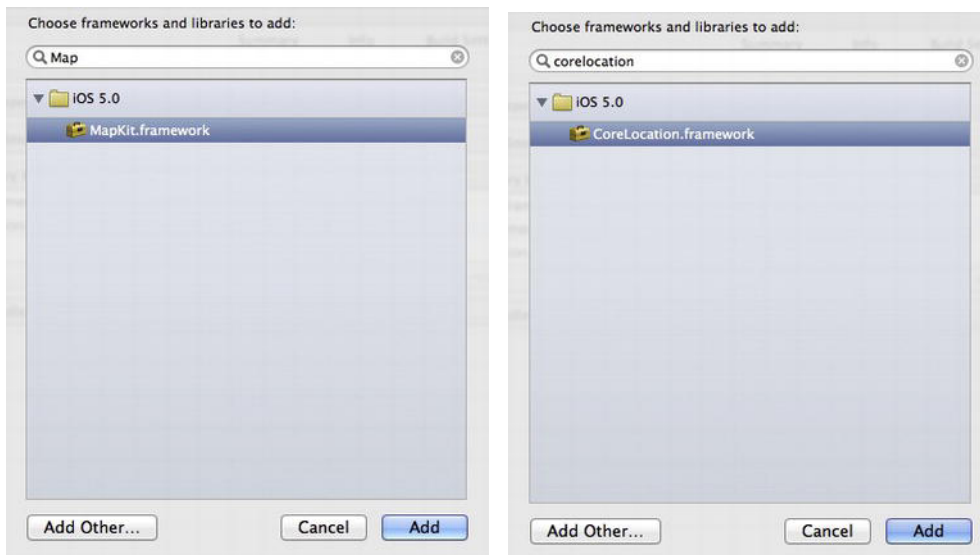 Choose frameworks and libraries to add:
Map
iOS 5.0
MapKit.framework
Add Other...
Cancel
Add
Choose frameworks and libraries to add:
corelocation
iOS 5.0
CoreLocation.framework
Add Other...
Cancel
Add